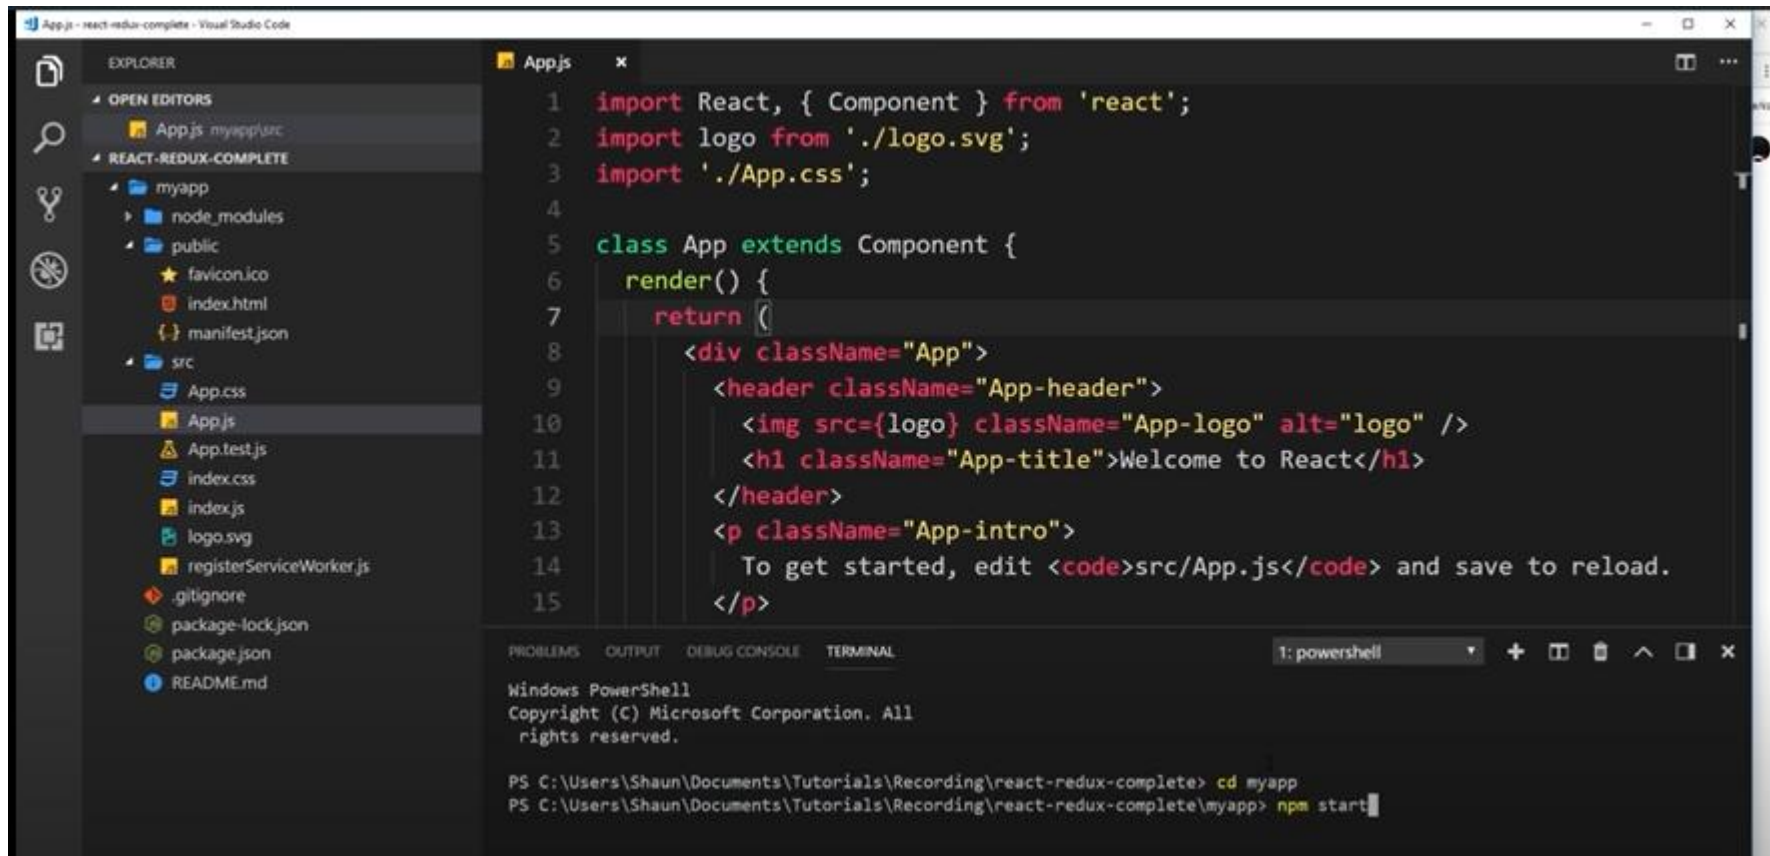 App.js - react-redux-complete - Visual Studio Code
EXPLORER
OPEN EDITORS
App.js myapp\src
REACT-REDUX-COMPLETE
myapp
node_modules
public
favicon.ico
index.html
manifest.json
src
App.css
App.js
App.test.js
index.css
index.js
logo.svg
registerServiceWorker.js
.gitignore
package-lock.json
package.json
README.md
App.js
1 import React, { Component } from 'react';
2 import logo from './logo.svg';
3 import './App.css';
4
5 class App extends Component {
6 render() {
7 return (
8 <div className="App">
9 <header className="App-header">
10 <img src={logo} className="App-logo" alt="logo" />
11 <h1 className="App-title">Welcome to React</h1>
12 </header>
13 <p className="App-intro">
14 To get started, edit <code>src/App.js</code> and save to reload.
15 </p>
PROBLEMS OUTPUT DEBUG CONSOLE TERMINAL 1: powershell
Windows PowerShell
Copyright (C) Microsoft Corporation. All
rights reserved.
PS C:\Users\Shaun\Documents\Tutorials\Recording\react-redux-complete> cd myapp
PS C:\Users\Shaun\Documents\Tutorials\Recording\react-redux-complete\myapp> npm start